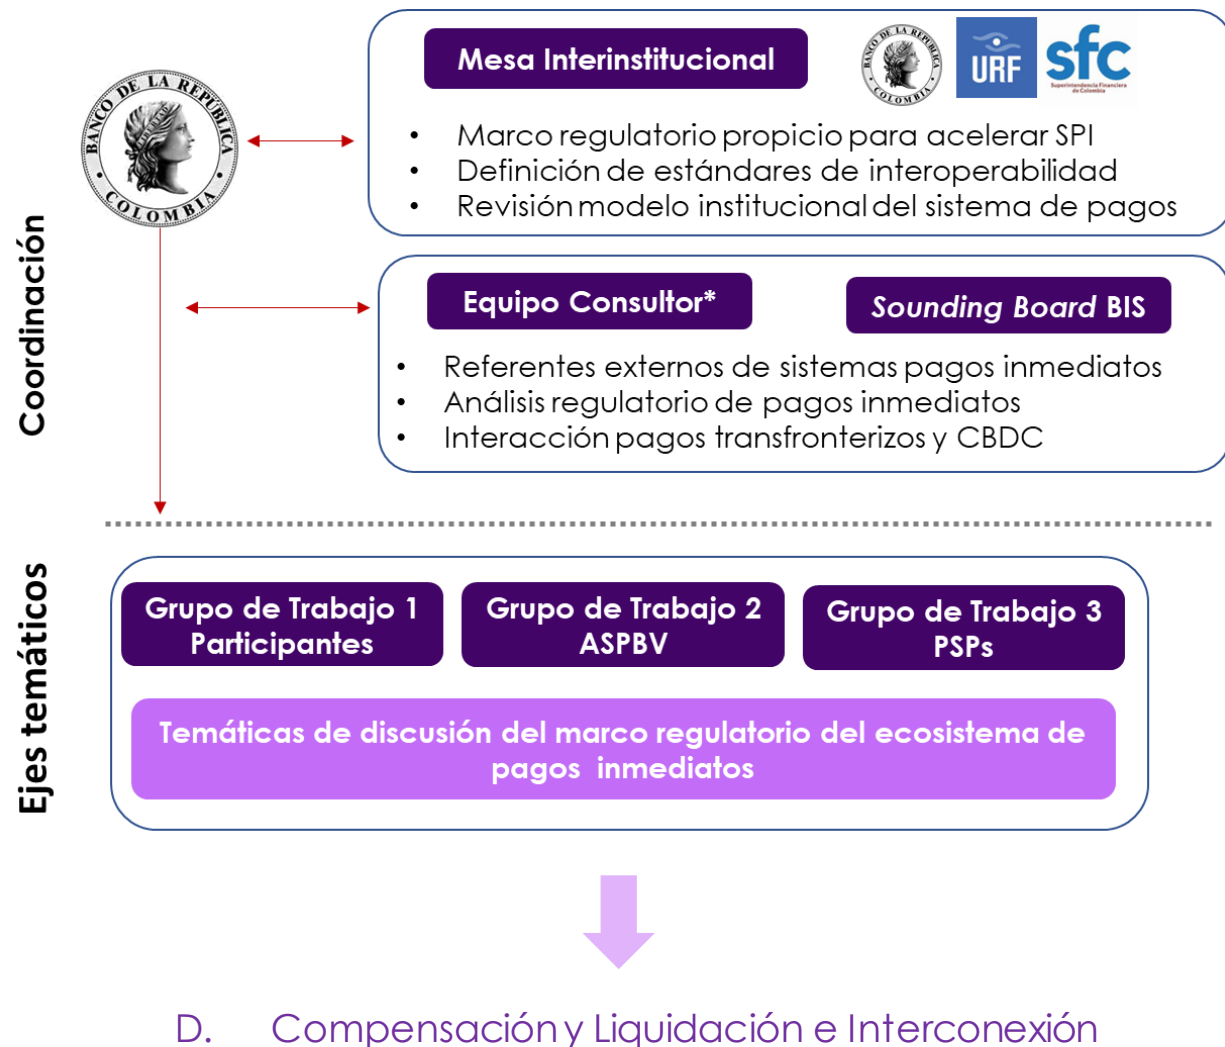 Mesa Interinstitucional
BANCO DE LA REPÚBLICA
COLOMBIA
URF
sfc
Superintendencia Financiera
de Colombia
BANCO DE LA REPÚBLICA
COLOMBIA
• Marco regulatorio propicio para acelerar SPI
• Definición de estándares de interoperabilidad
• Revisión modelo institucional del sistema de pagos
Coordinación
Equipo Consultor*
Sounding Board BIS
• Referentes externos de sistemas pagos inmediatos
• Análisis regulatorio de pagos inmediatos
• Interacción pagos transfronterizos y CBDC
Ejes temáticos
Grupo de Trabajo 1
Participantes
Grupo de Trabajo 2
ASPBV
Grupo de Trabajo 3
PSPs
Temáticas de discusión del marco regulatorio del ecosistema de
pagos inmediatos
D. Compensación y Liquidación e Interconexión